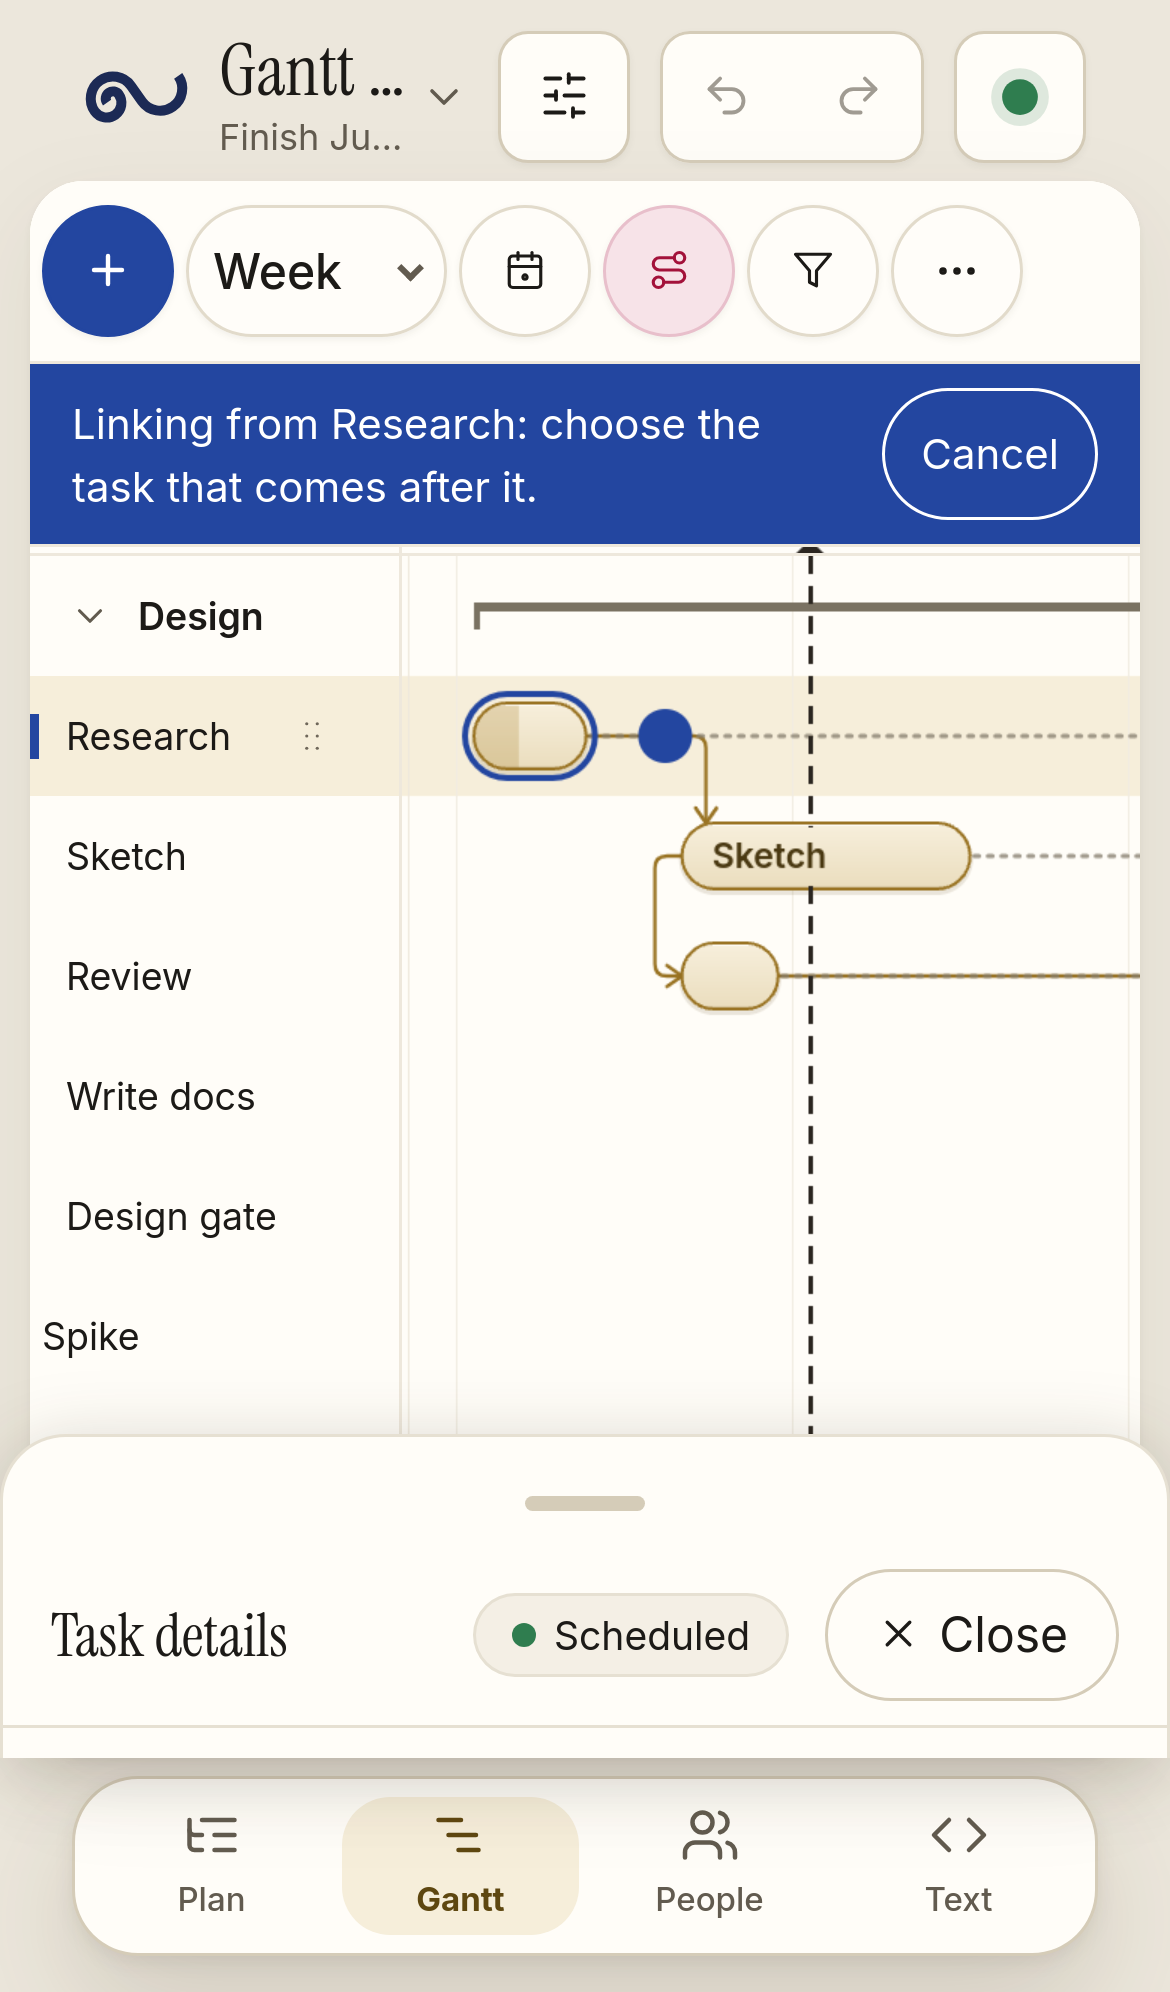 Gantt ...
Finish Ju...
Week
Linking from Research: choose the
task that comes after it.
Cancel
Design
Research
Sketch
Sketch
Review
Write docs
Design gate
Spike
Task details
Scheduled
Close
Plan
Gantt
People
Text